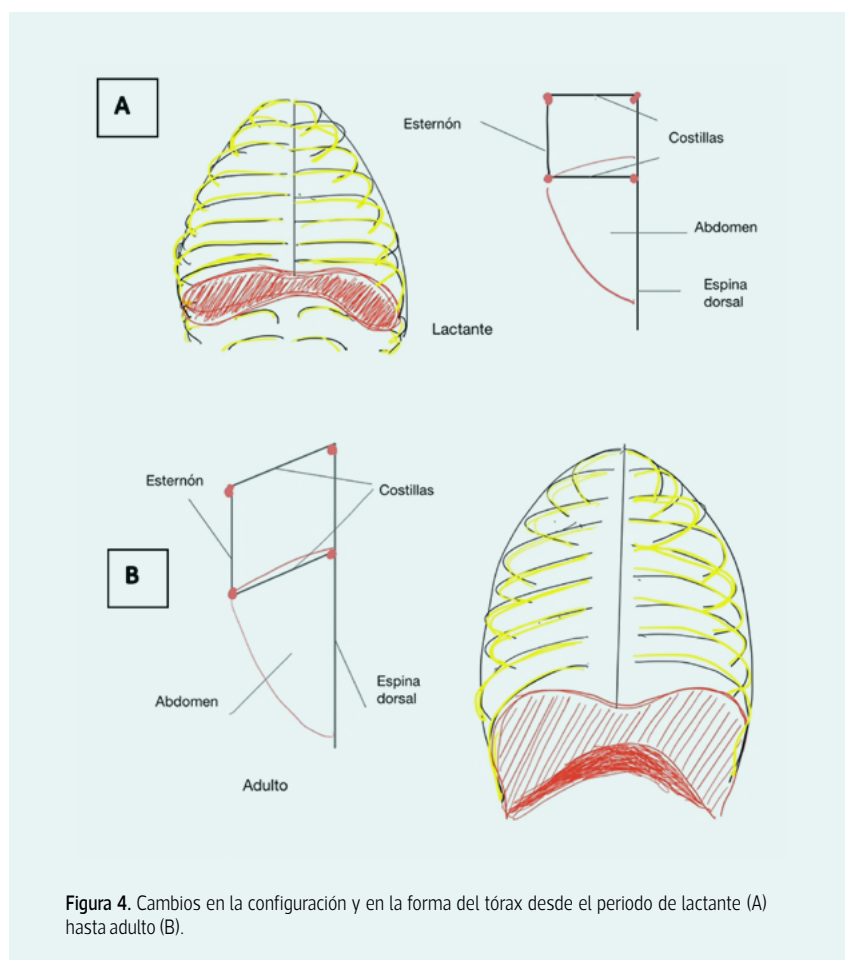 A
Esternón
Costillas
Abdomen
Espina
dorsal
Lactante
Esternón
Costillas
B
Abdomen
Espina
dorsal
Adulto
Figura 4. Cambios en la configuración y en la forma del tórax desde el periodo de lactante (A)
hasta adulto (B).